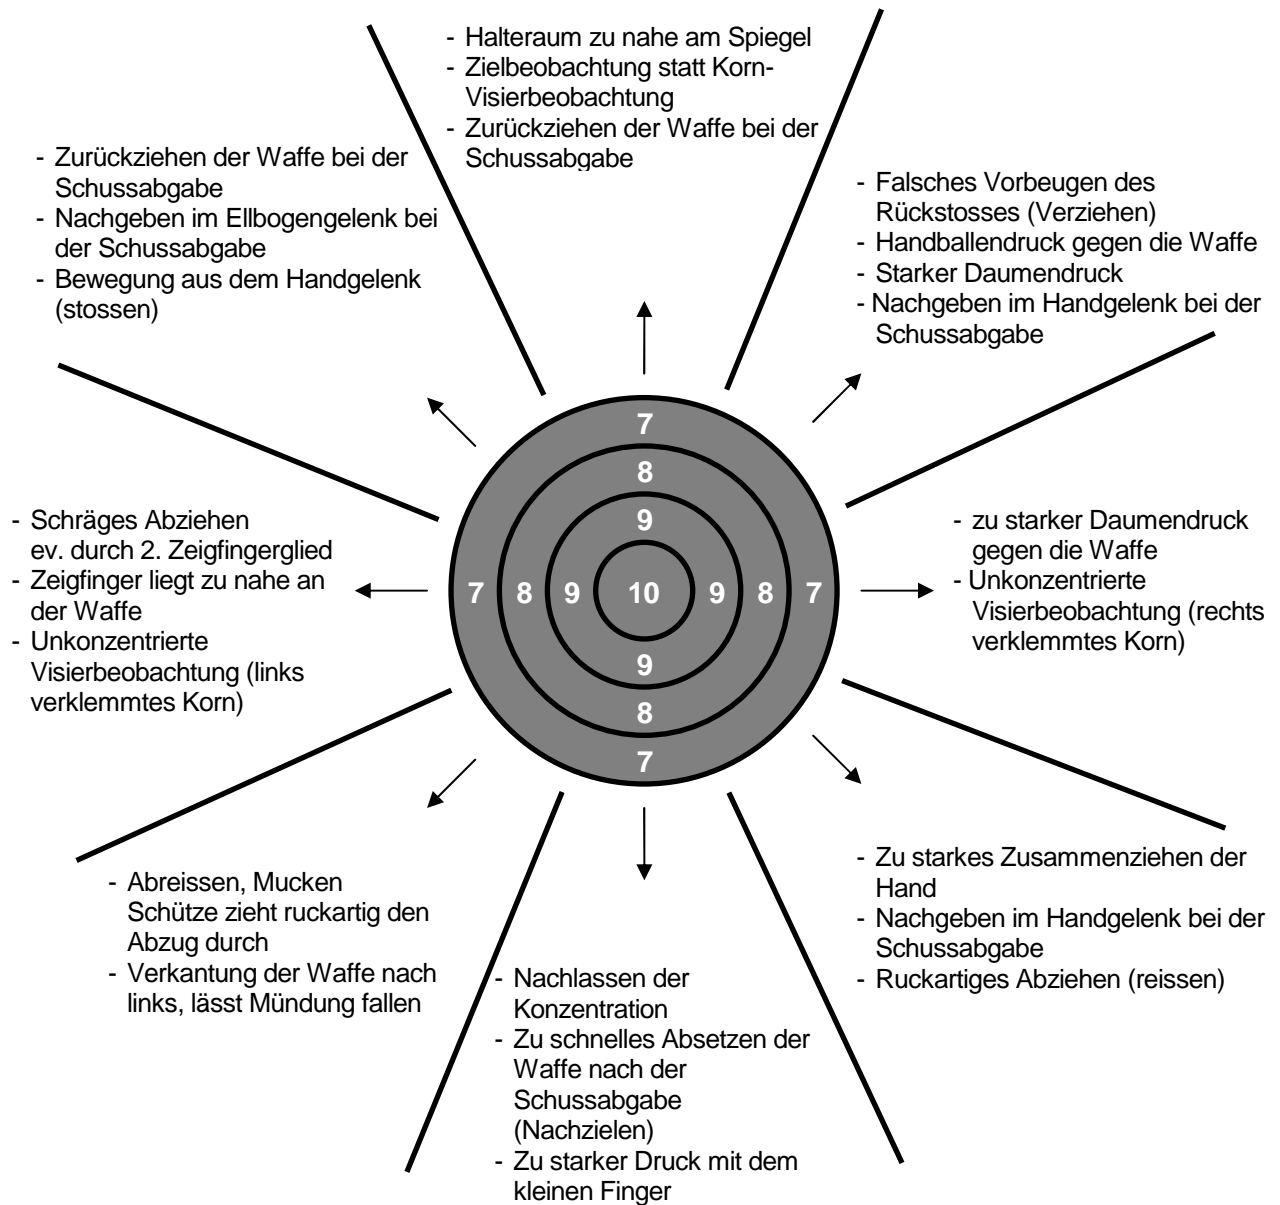 - Halteraum zu nahe am Spiegel
- Zielbeobachtung statt Korn-
Visierbeobachtung
- Zurückziehen der Waffe bei der
Schussabgabe
- Zurückziehen der Waffe bei der
Schussabgabe
- Nachgeben im Ellbogengelenk bei
der Schussabgabe
- Bewegung aus dem Handgelenk
(stossen)
- Falsches Vorbeugen des
Rückstosses (Verziehen)
- Handballendruck gegen die Waffe
- Starker Daumendruck
- Nachgeben im Handgelenk bei der
Schussabgabe
7
8
9
7 8 9 10 9 8 7
9
8
7
- Schräges Abziehen
ev. durch 2. Zeigfingerglied
- Zeigfinger liegt zu nahe an
der Waffe
- Unkonzentrierte
Visierbeobachtung (links
verklemmtes Korn)
- zu starker Daumendruck
gegen die Waffe
- Unkonzentrierte
Visierbeobachtung (rechts
verklemmtes Korn)
- Abreissen, Mucken
Schütze zieht ruckartig den
Abzug durch
- Verkantung der Waffe nach
links, lässt Mündung fallen
- Nachlassen der
Konzentration
- Zu schnelles Absetzen der
Waffe nach der
Schussabgabe
(Nachzielen)
- Zu starker Druck mit dem
kleinen Finger
- Zu starkes Zusammenziehen der
Hand
- Nachgeben im Handgelenk bei der
Schussabgabe
- Ruckartiges Abziehen (reissen)